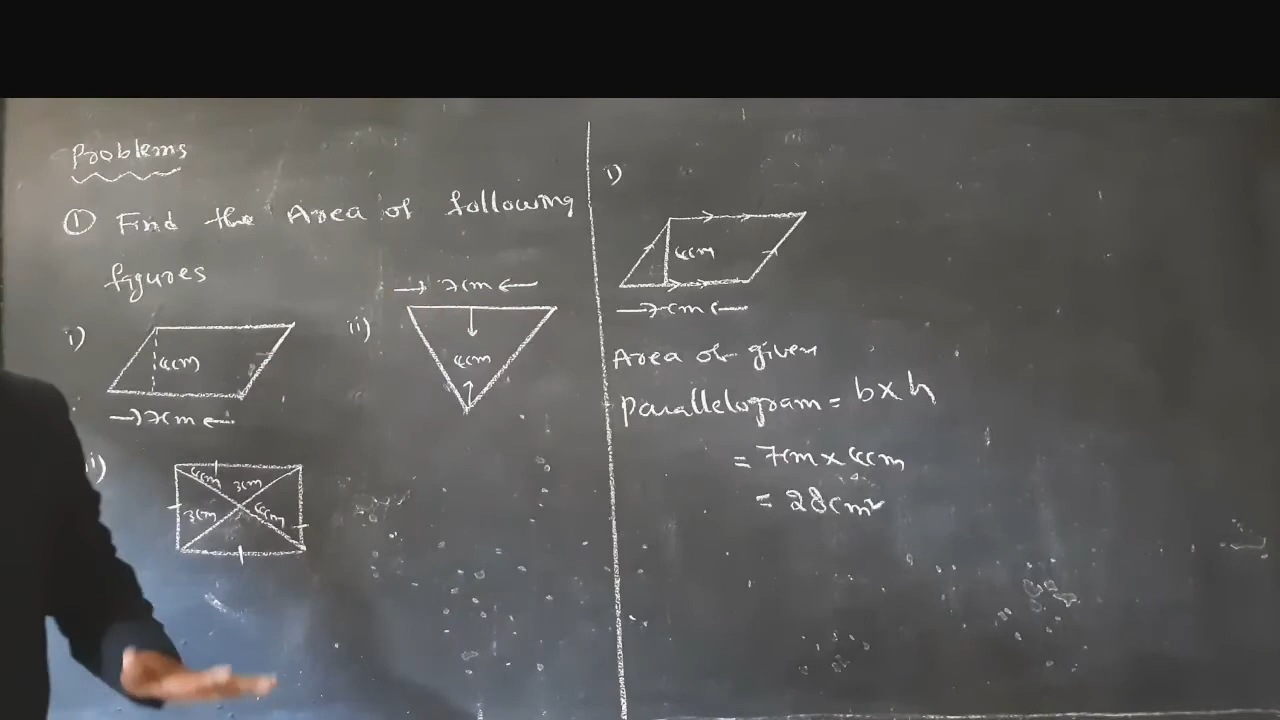 Problems
① Find the Area of following
figures
i)
4cm
7cm
ii)
7cm
4cm
i)
4cm
3cm
3cm
4cm
i)
4cm
7cm
Area of given
parallelogram = b x h
= 7cm x 4cm
= 28cm²